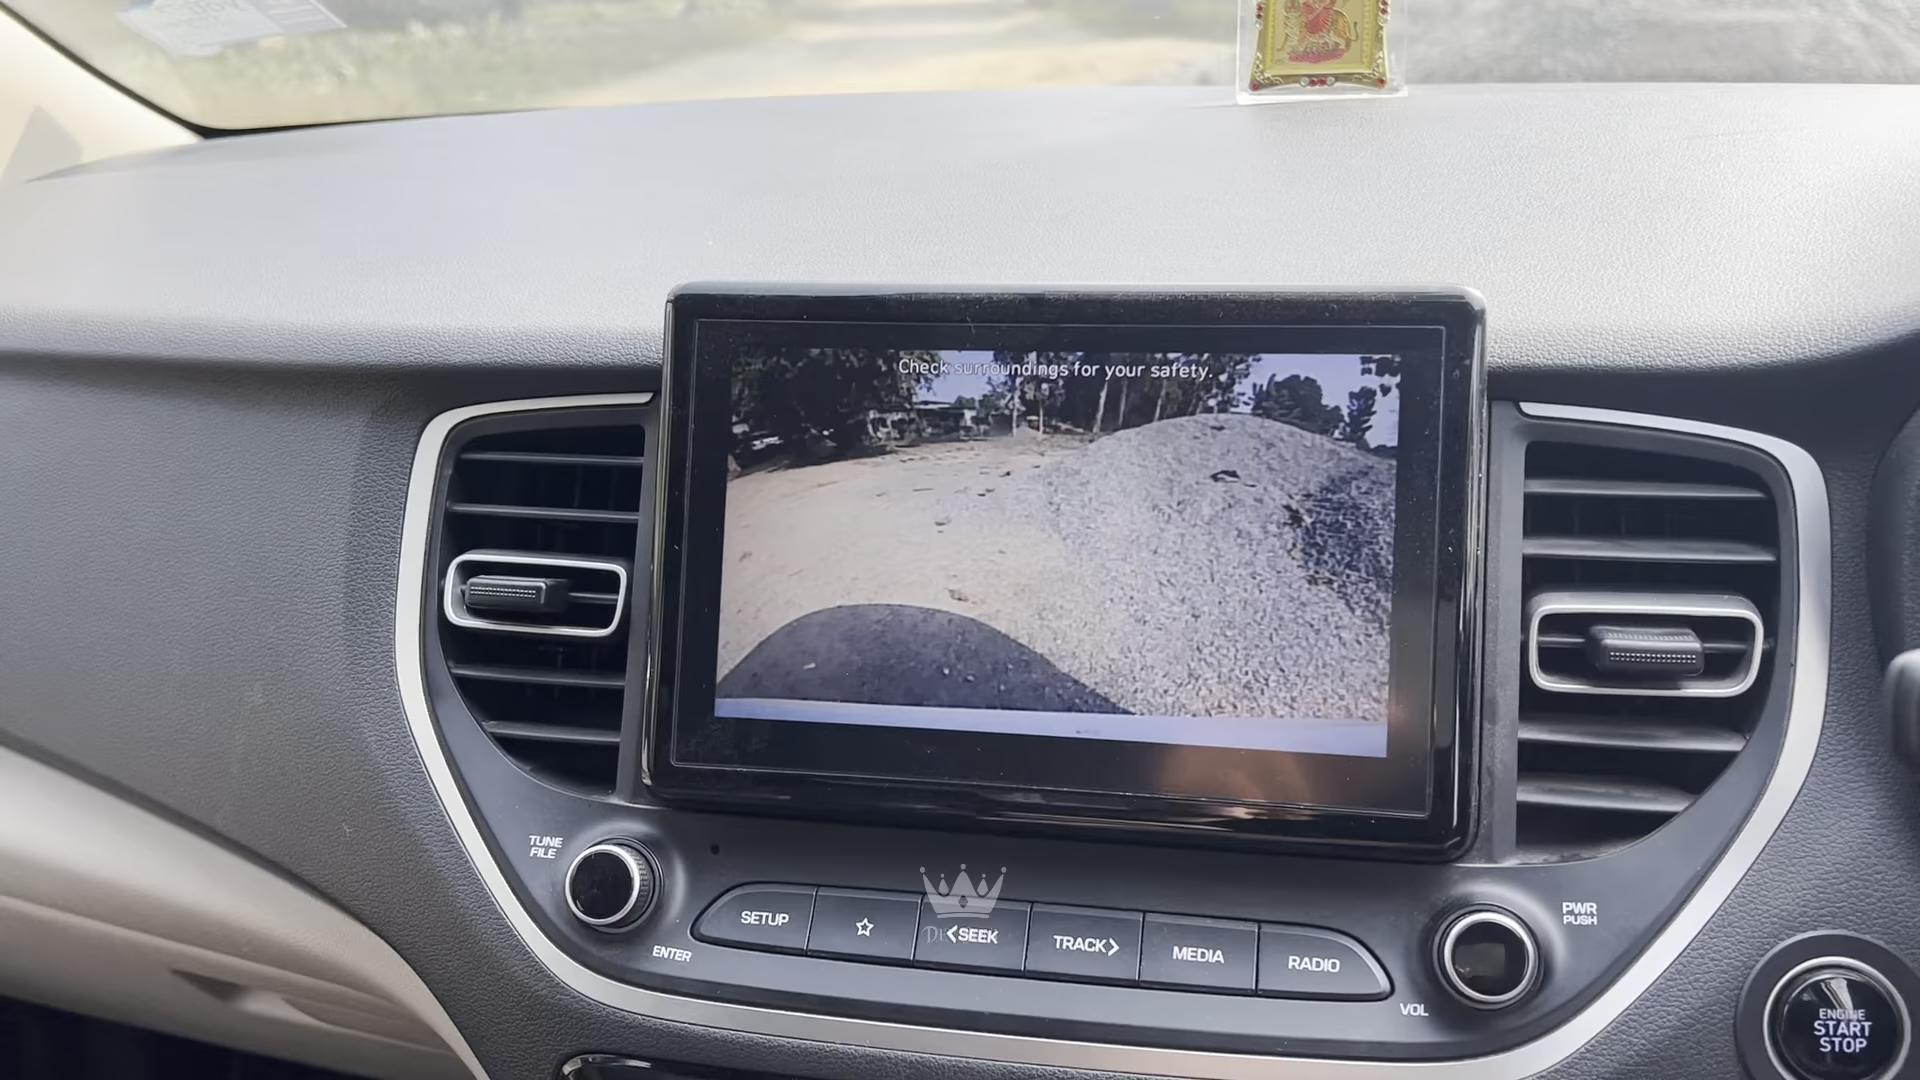 Check surroundings for your safety.
TUNE
FILE
ENTER
SETUP
SEEK
TRACK
MEDIA
RADIO
PWR
PUSH
VOL
ENGINE
START
STOP